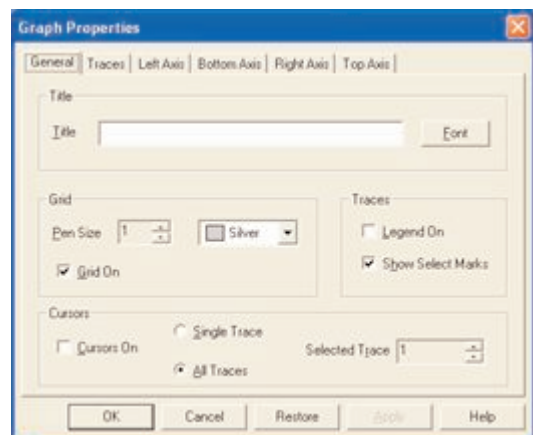 Graph Properties
General Traces Left Axis Bottom Axis Right Axis Top Axis
Title
Title Font
Grid
Pen Size 1 Silver
Grid On
Traces
Legend On
Show Select Marks
Cursors
Cursors On
Single Trace
All Traces
Selected Trace 1
OK Cancel Restore Apply Help